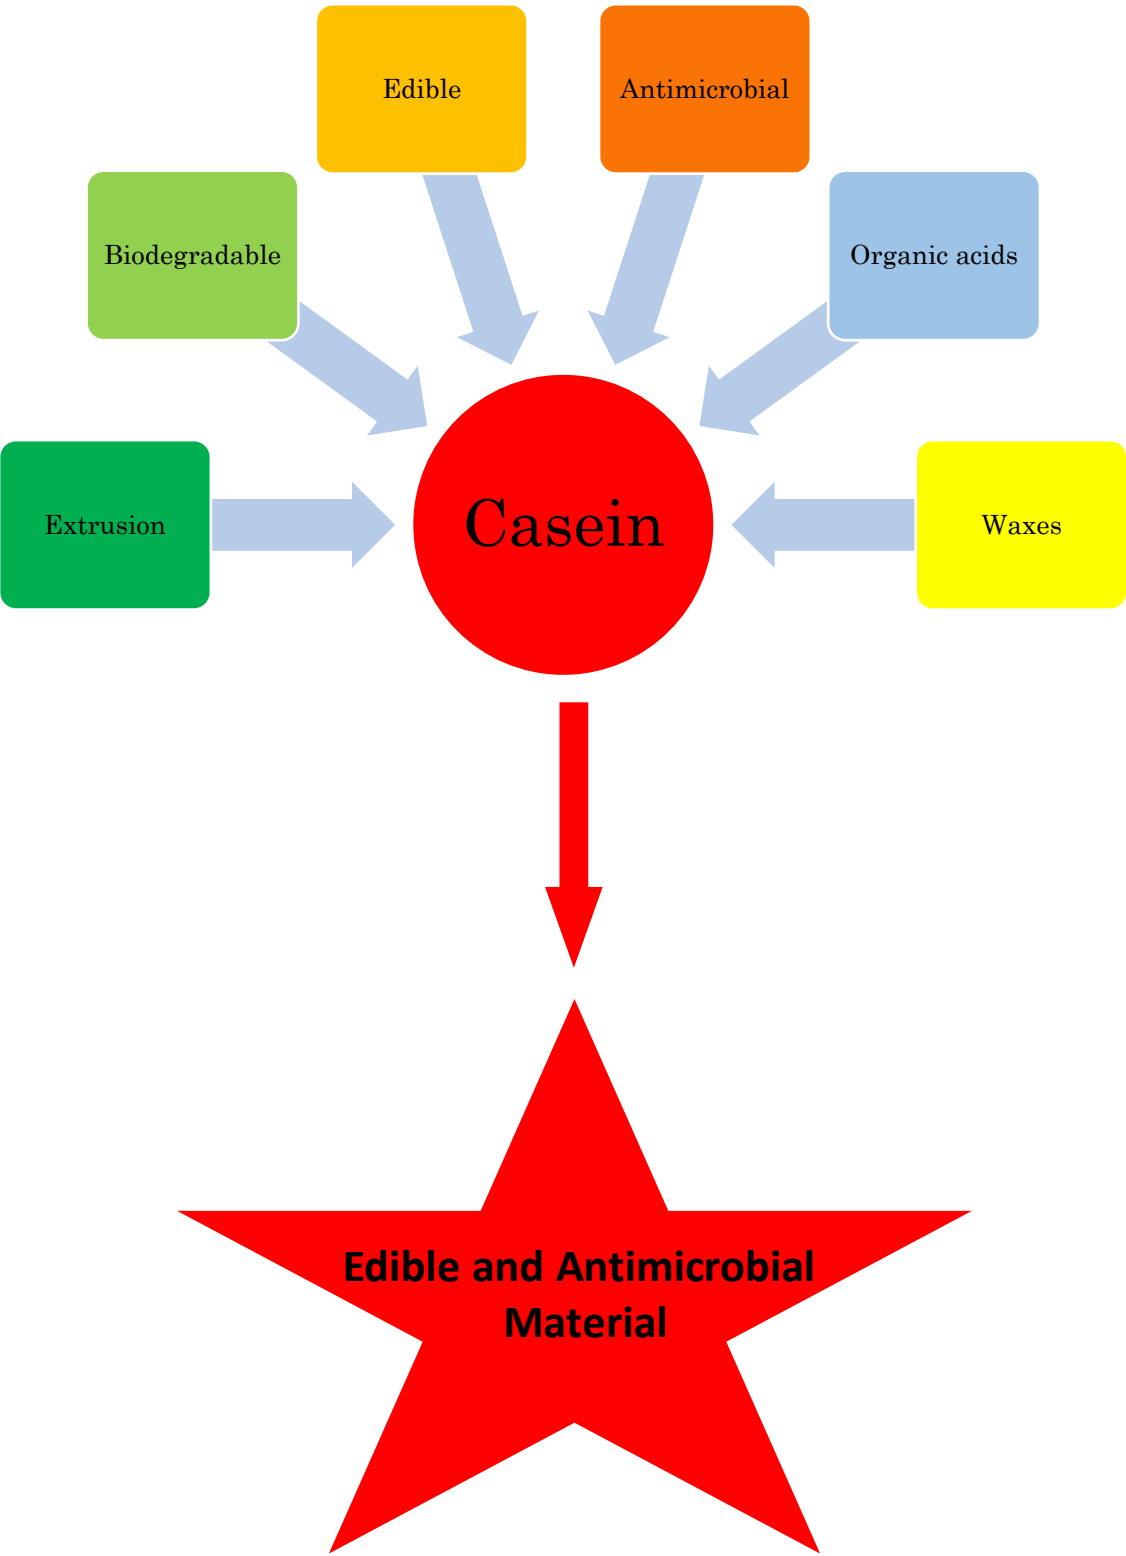 Edible
Antimicrobial
Biodegradable
Organic acids
Extrusion
Casein
Waxes
Edible and Antimicrobial
Material